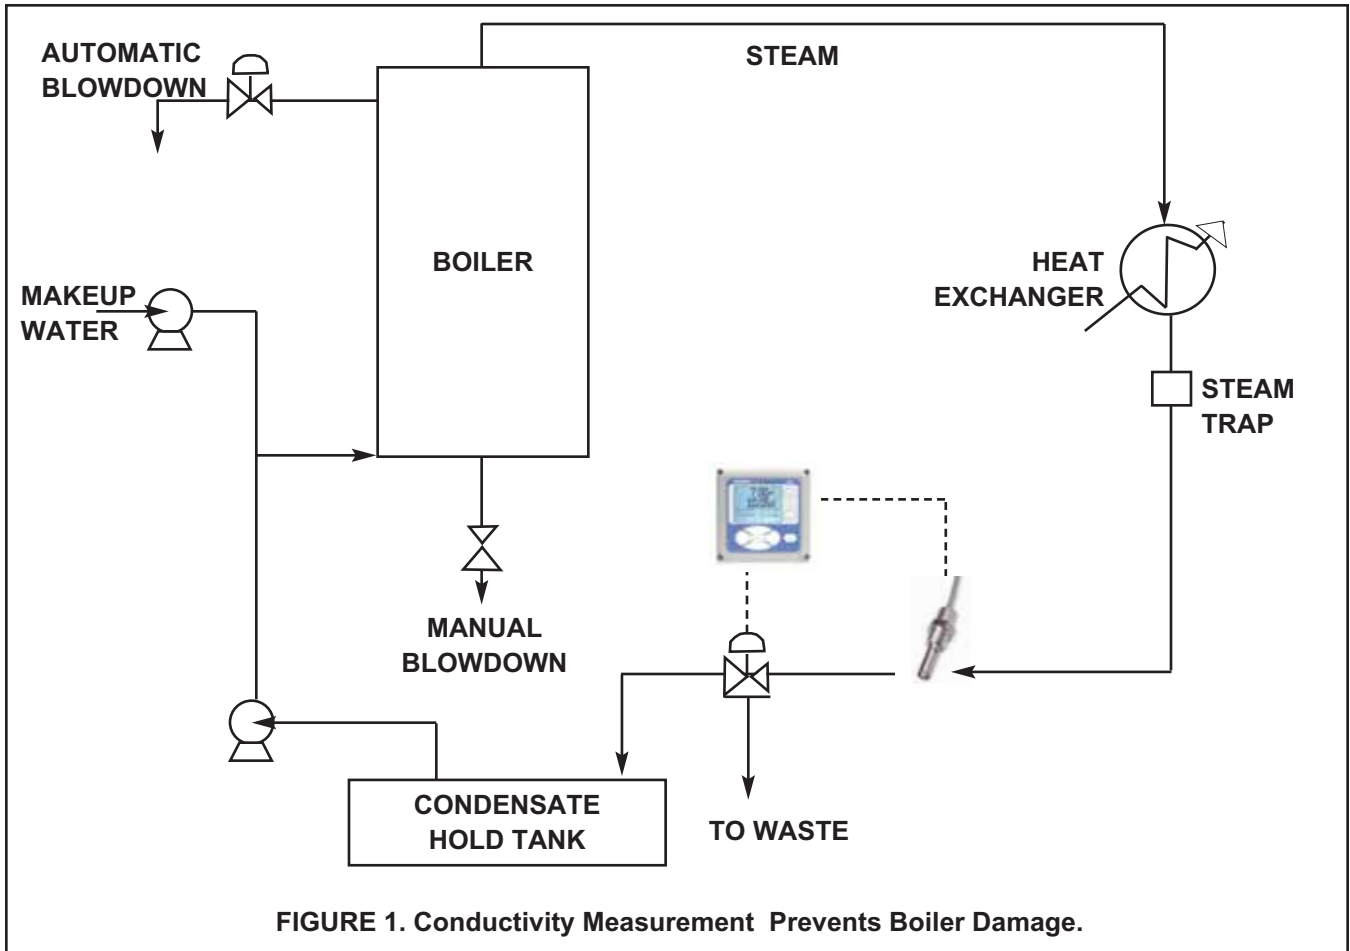 AUTOMATIC
BLOWDOWN
STEAM
BOILER
HEAT
EXCHANGER
MAKEUP
WATER
STEAM
TRAP
MANUAL
BLOWDOWN
CONDENSATE
HOLD TANK
TO WASTE
FIGURE 1. Conductivity Measurement Prevents Boiler Damage.